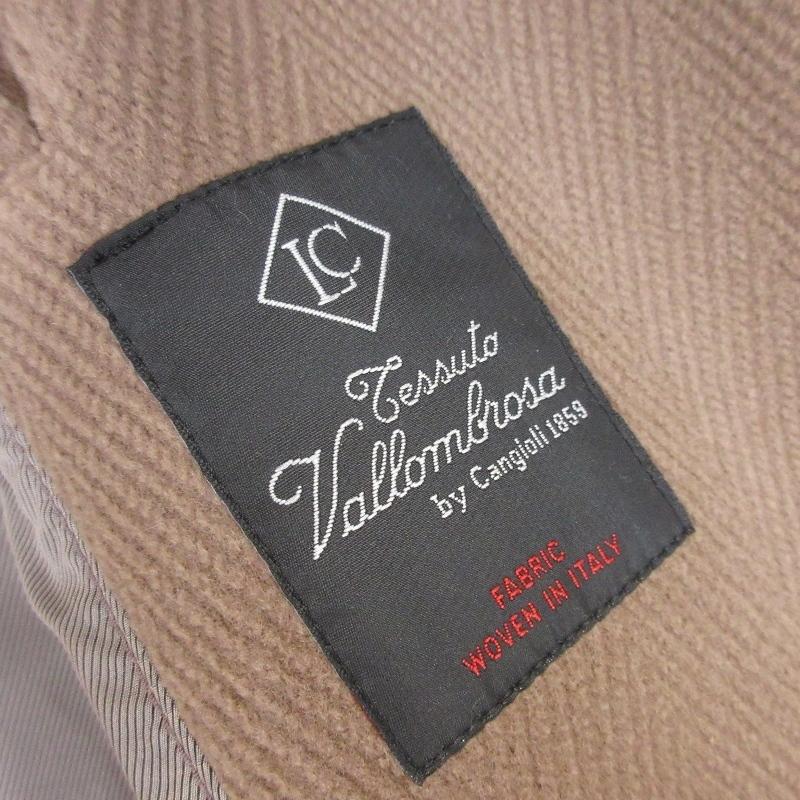 LC
Tessuto
Vallombrosa
by Cangioli 1859
FABRIC
WOVEN IN ITALY